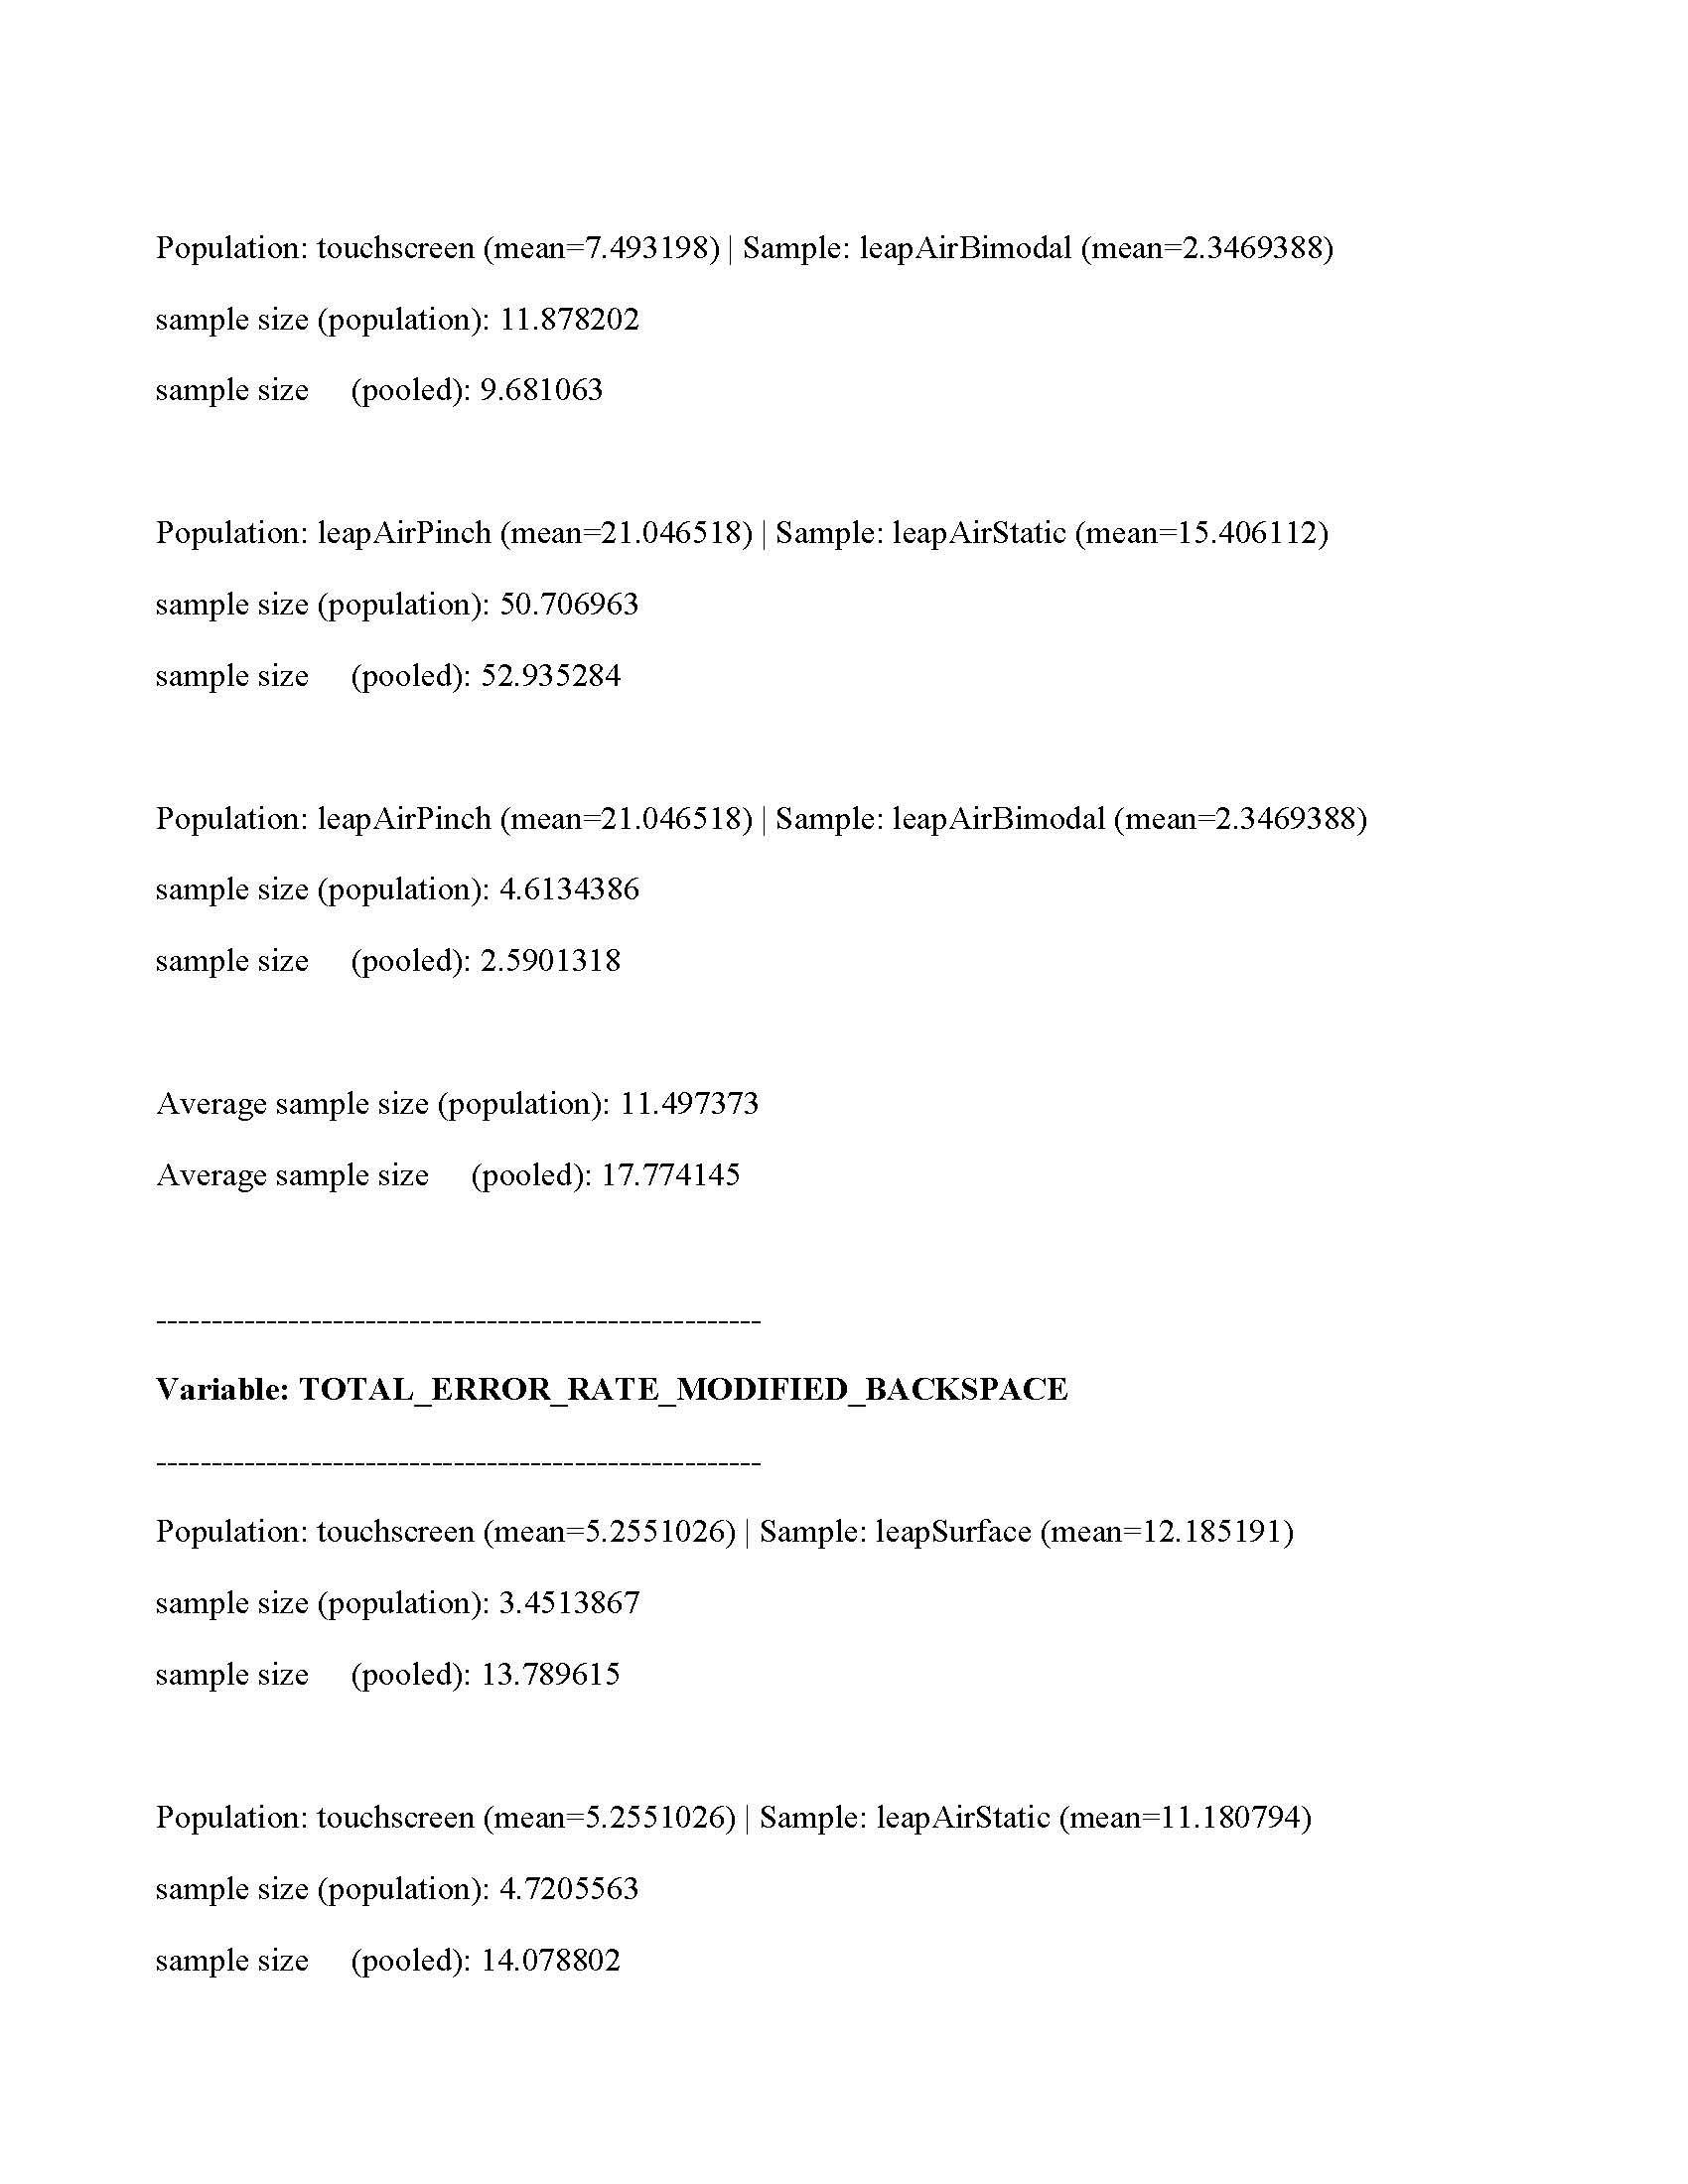 Population: touchscreen (mean=7.493198) | Sample: leapAirBimodal (mean=2.3469388)
sample size (population): 11.878202
sample size (pooled): 9.681063
Population: leapAirPinch (mean=21.046518) | Sample: leapAirStatic (mean=15.406112)
sample size (population): 50.706963
sample size (pooled): 52.935284
Population: leapAirPinch (mean=21.046518) | Sample: leapAirBimodal (mean=2.3469388)
sample size (population): 4.6134386
sample size (pooled): 2.5901318
Average sample size (population): 11.497373
Average sample size (pooled): 17.774145
-------------------------------------------------------
Variable: TOTAL_ERROR_RATE_MODIFIED_BACKSPACE
-------------------------------------------------------
Population: touchscreen (mean=5.2551026) | Sample: leapSurface (mean=12.185191)
sample size (population): 3.4513867
sample size (pooled): 13.789615
Population: touchscreen (mean=5.2551026) | Sample: leapAirStatic (mean=11.180794)
sample size (population): 4.7205563
sample size (pooled): 14.078802